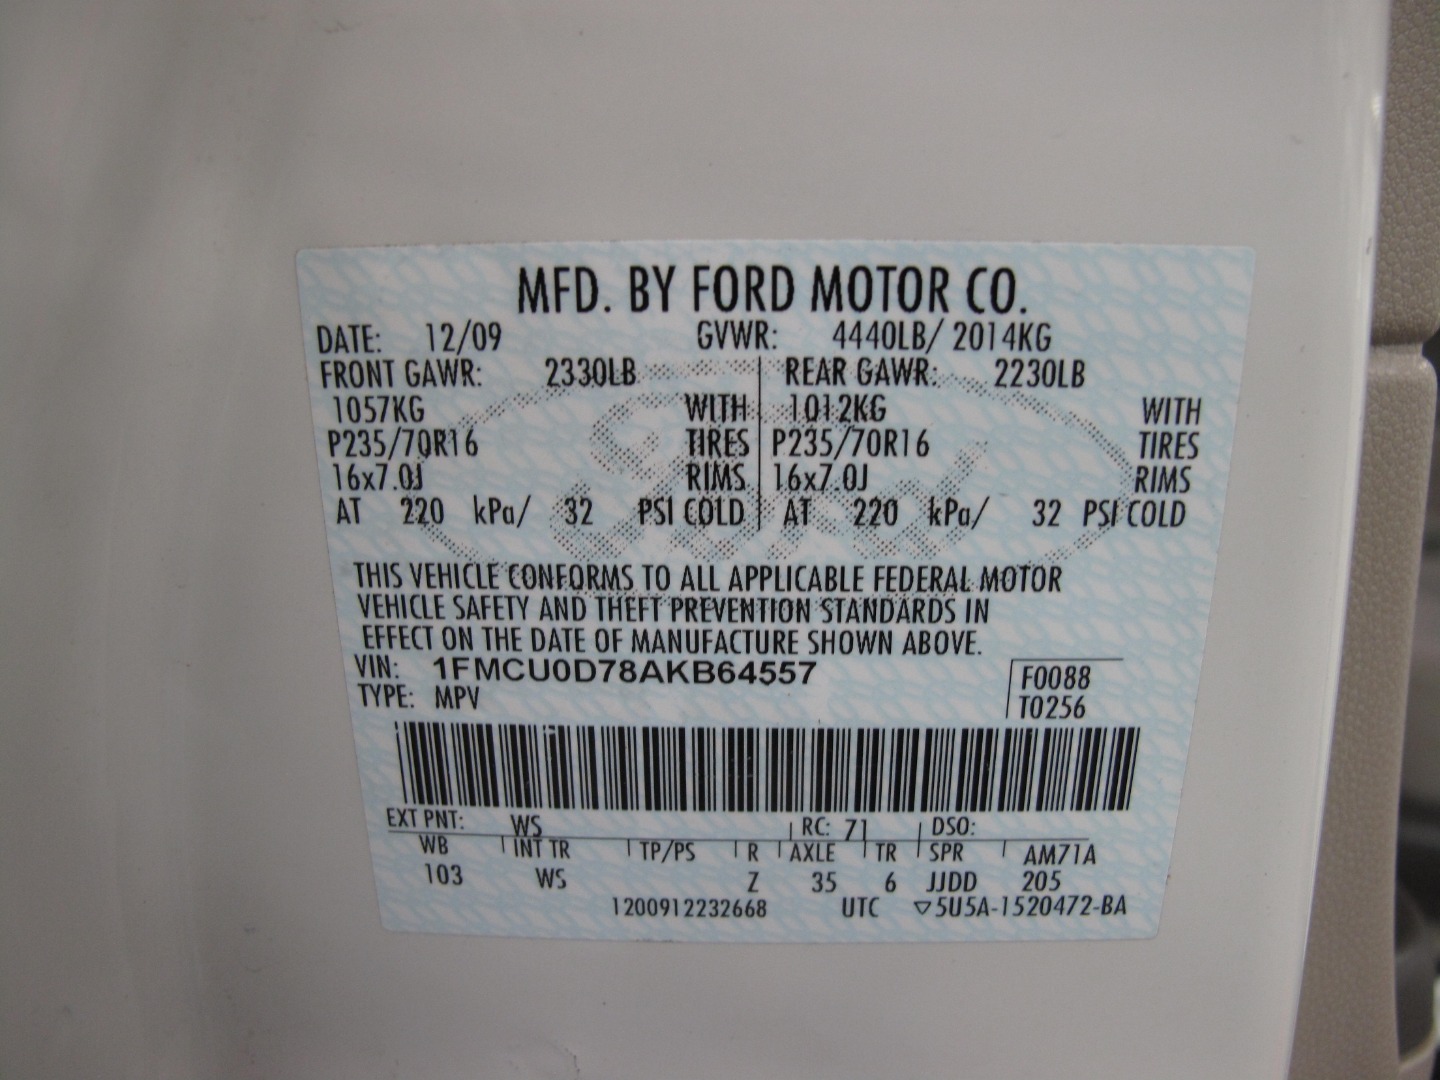 MFD. BY FORD MOTOR CO.
DATE: 12/09 GVWR: 4440LB/ 2014KG
FRONT GAWR: 2330LB REAR GAWR: 2230LB
1057KG WITH 1012KG WITH
P235/70R16 TIRES P235/70R16 TIRES
16x7.0J RIMS 16x7.0J RIMS
AT 220 kPa/ 32 PSI COLD AT 220 kPa/ 32 PSI COLD
Ford
THIS VEHICLE CONFORMS TO ALL APPLICABLE FEDERAL MOTOR
VEHICLE SAFETY AND THEFT PREVENTION STANDARDS IN
EFFECT ON THE DATE OF MANUFACTURE SHOWN ABOVE.
VIN: 1FMCU0D78AKB64557 F0088
TYPE: MPV T0256
EXT PNT: WS RC: 71 DSO:
WB INT TR TP/PS R AXLE TR SPR AM71A
103 WS Z 35 6 JJDD 205
1200912232668 UTC ▽5U5A-1520472-BA